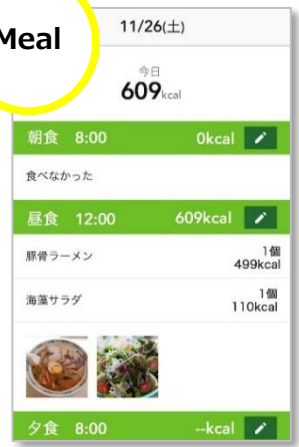 Meal
11/26(土)
今日
609kcal
朝食 8:00 0kcal
食べなかった
昼食 12:00 609kcal
豚骨ラーメン 1個
499kcal
海藻サラダ 1個
110kcal
夕食 8:00 --kcal